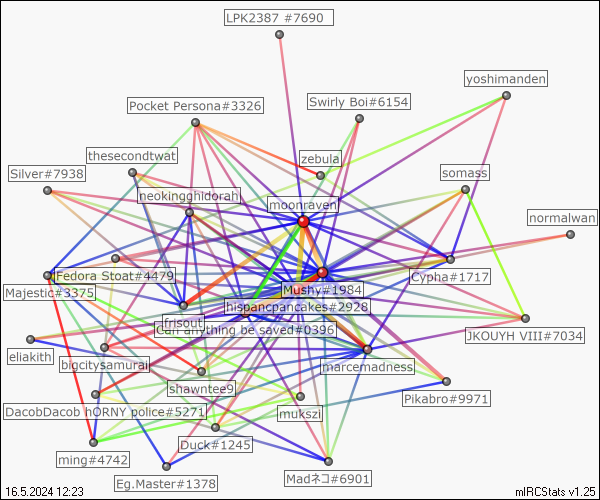 LPK2387 #7690
yoshimanden
Pocket Persona#3326
Swirly Boi#6154
thesecondtwat
zebula
Silver#7938
somass
neokingghidorah
moonraven
normalwan
Fedora Stoat#4479
Cypha#1717
Majestic#3375
Mushy#1984
hispancpancakes#2928
frisout
Can anything be saved#0396
JKOUYH VIII#7034
eliakith
bigcitysamurai
marcemadness
shawntee9
Pikabro#9971
DacobDacob hORNY police#5271
mukszi
Duck#1245
ming#4742
Madネコ#6901
Eg.Master#1378
16.5.2024 12:23
mIRCStats v1.25